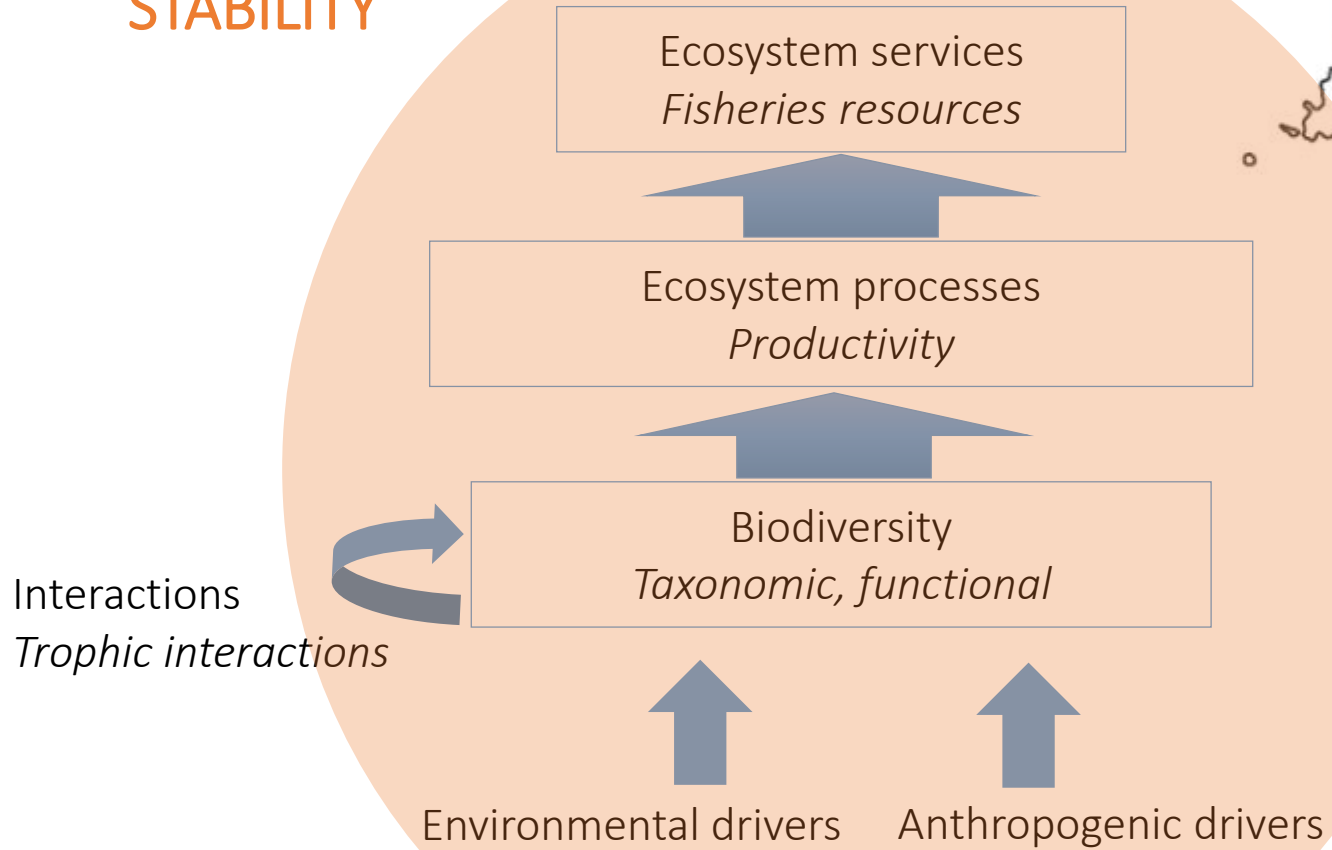 STABILITY
Ecosystem services
Fisheries resources
Ecosystem processes
Productivity
Biodiversity
Taxonomic, functional
Interactions
Trophic interactions
Environmental drivers
Anthropogenic drivers